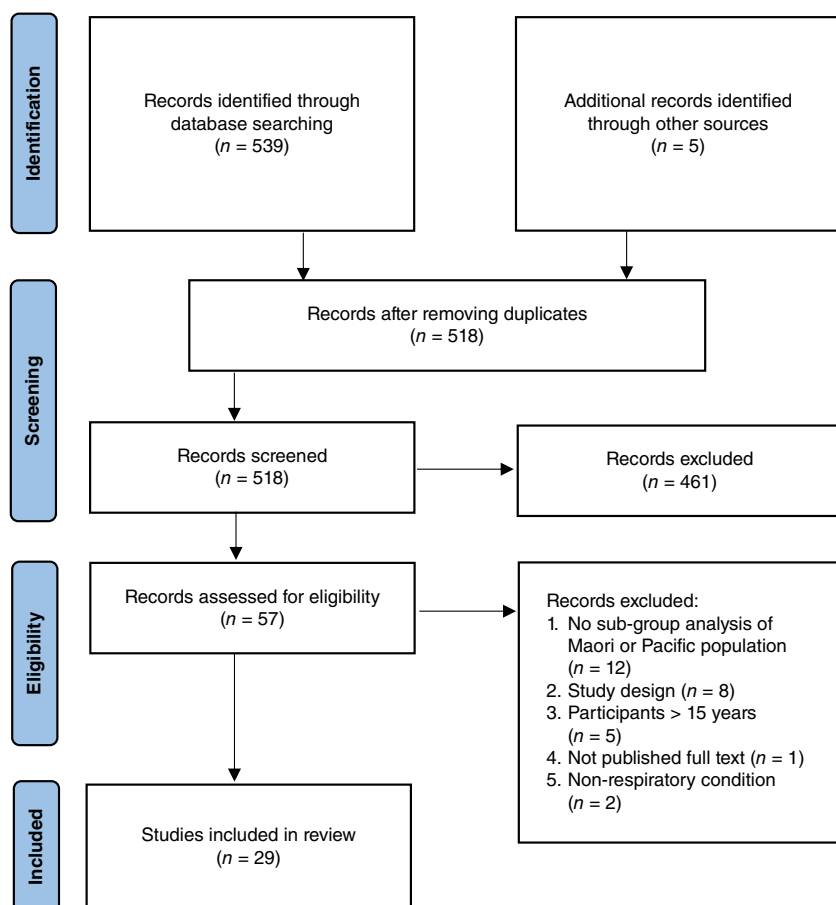 Identification
Records identified through
database searching
(n = 539)
Additional records identified
through other sources
(n = 5)
Screening
Records after removing duplicates
(n = 518)
Records screened
(n = 518)
Records excluded
(n = 461)
Eligibility
Records assessed for eligibility
(n = 57)
Records excluded:
1. No sub-group analysis of
Maori or Pacific population
(n = 12)
2. Study design (n = 8)
3. Participants > 15 years
(n = 5)
4. Not published full text (n = 1)
5. Non-respiratory condition
(n = 2)
Included
Studies included in review
(n = 29)